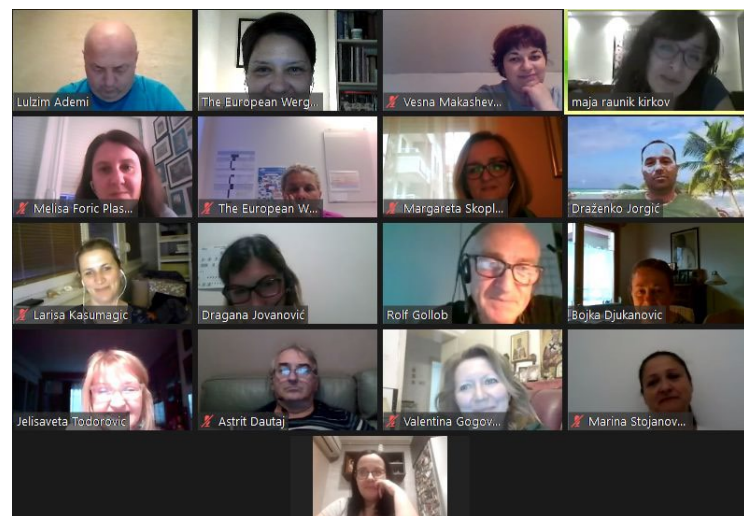 Lulzim Ademi
The European Werg...
Vesna Makashev...
maja raunik kirkov
Melisa Foric Plas...
The European W...
Margareta Skopl...
Draženko Jorgić
Larisa Kasumagic
Dragana Jovanović
Rolf Gollob
Bojka Djukanovic
Jelisaveta Todorovic
Astrit Dautaj
Valentina Gogov...
Marina Stojanov...